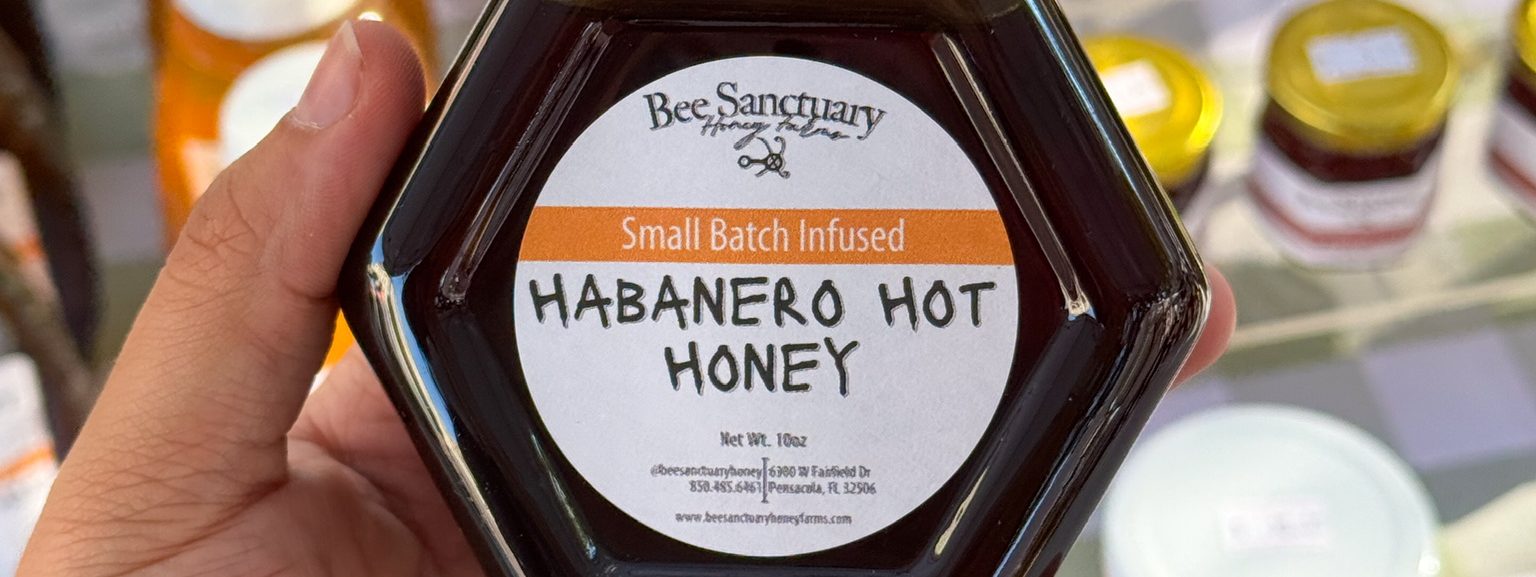 Bee Sanctuary
Honey Farms
Small Batch Infused
HABANERO HOT
HONEY
Net Wt. 10oz
@beesanctuaryhoney 6300 W Fairfield Dr
850.485.6461 Pensacola, FL 32506
www.beesanctuaryhoneyfarms.com